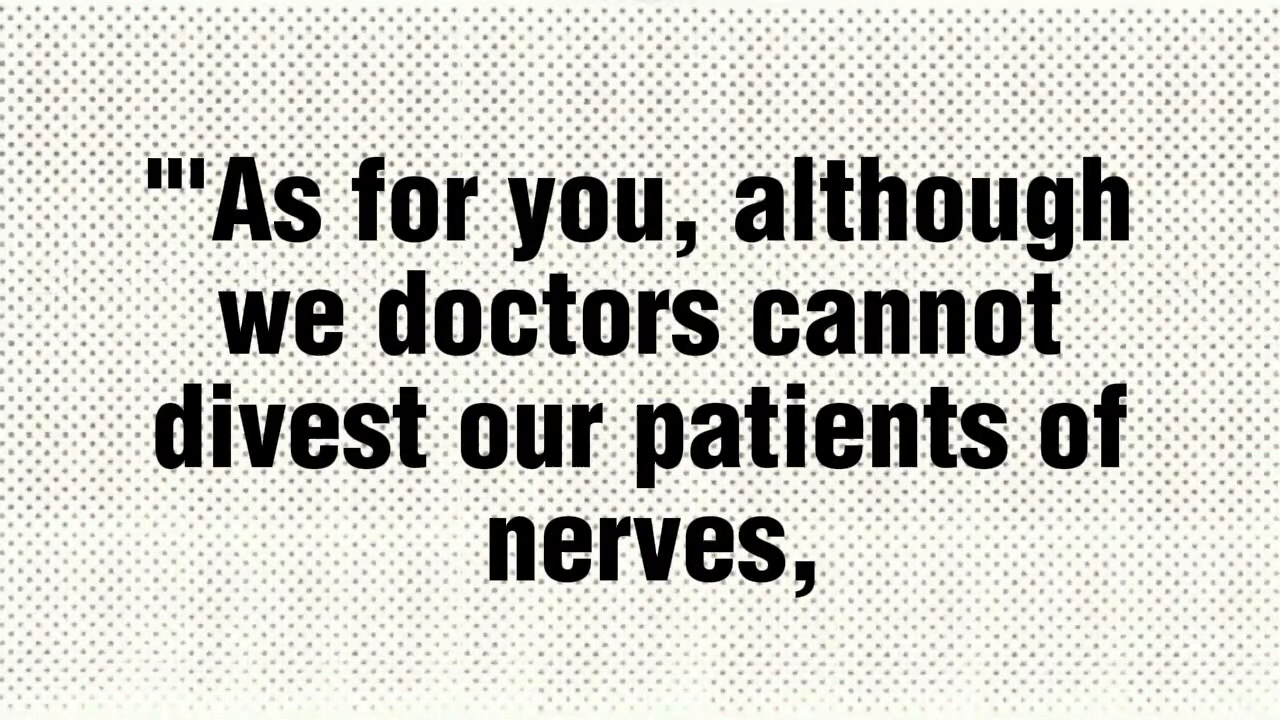 "'As for you, although
we doctors cannot
divest our patients of
nerves,